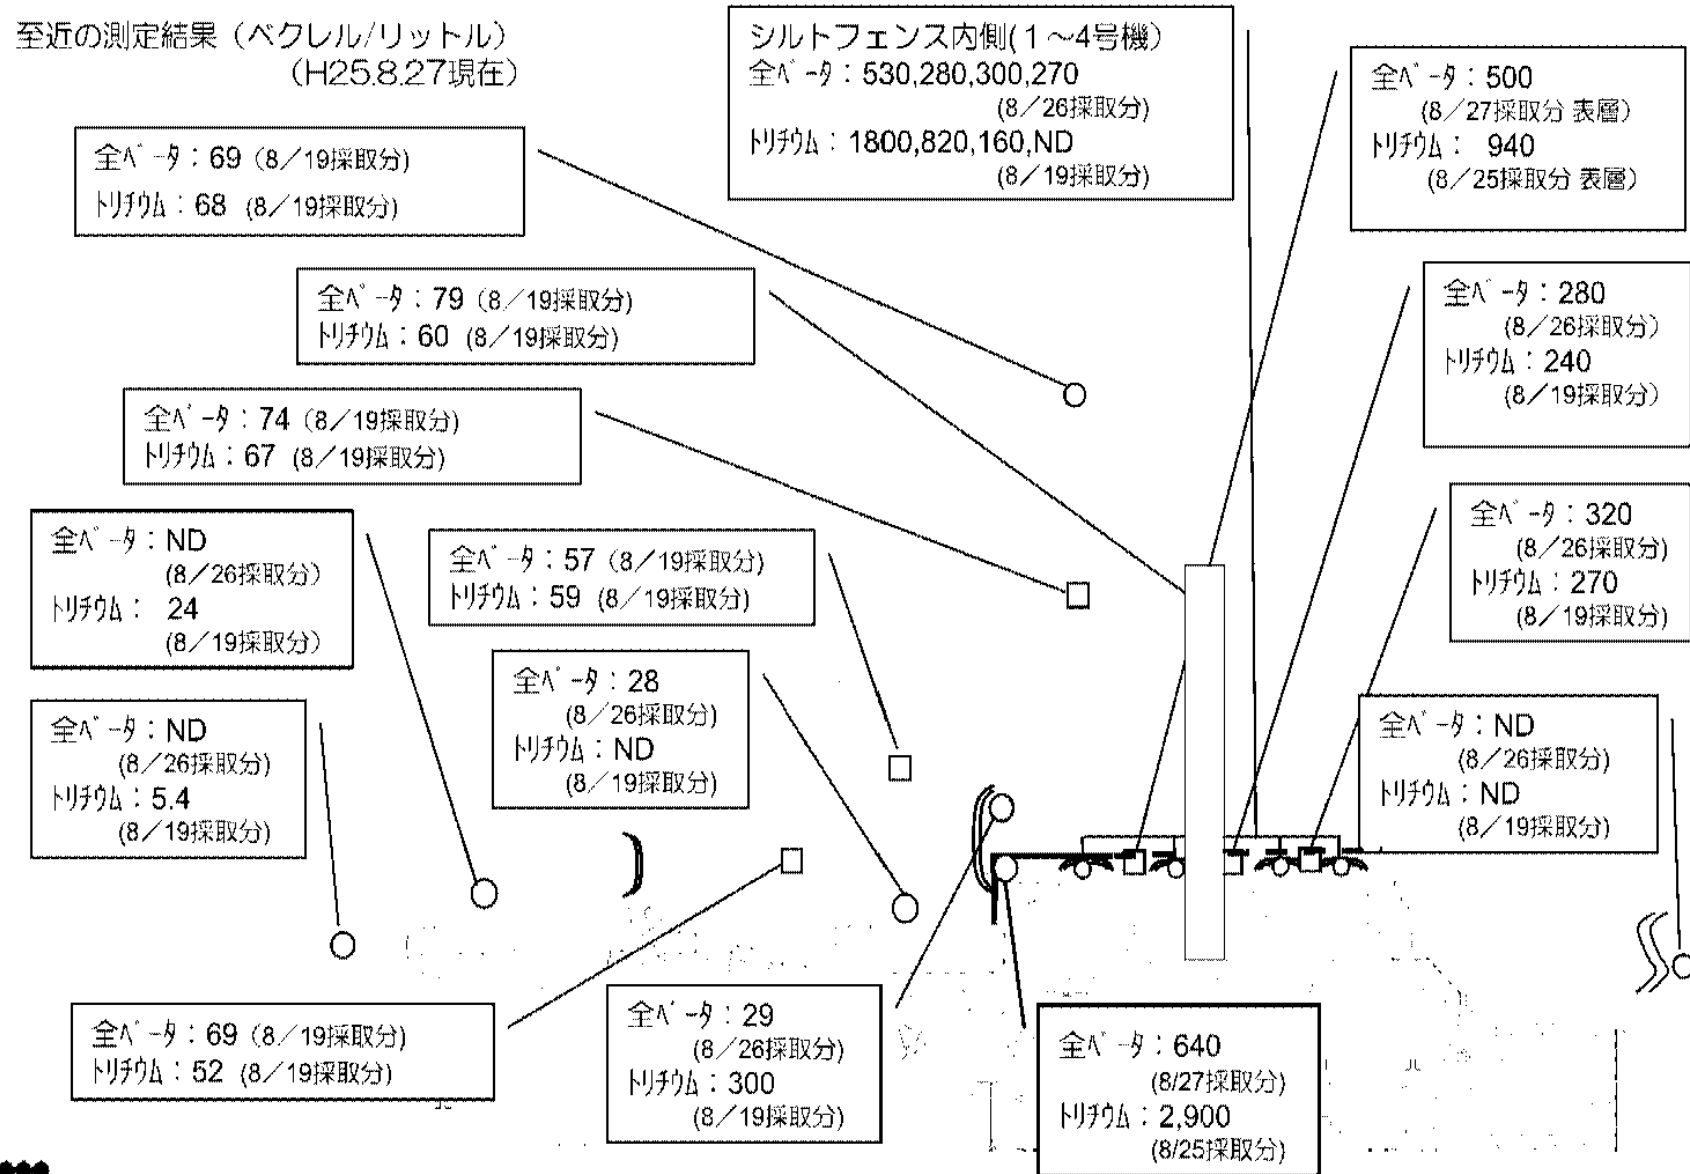 至近の測定結果（ベクレル/リットル）
（H25.8.27現在）
シルトフェンス内側(１～4号機）
全ﾍﾞｰﾀ：530,280,300,270
(8／26採取分)
ﾄﾘﾁｳﾑ：1800,820,160,ND
(8／19採取分)
全ﾍﾞｰﾀ：500
(8／27採取分 表層）
ﾄﾘﾁｳﾑ： 940
(8／25採取分 表層）
全ﾍﾞｰﾀ：69（8／19採取分)
ﾄﾘﾁｳﾑ：68 (8／19採取分)
全ﾍﾞｰﾀ：79（8／19採取分)
ﾄﾘﾁｳﾑ：60 (8／19採取分)
全ﾍﾞｰﾀ：280
(8／26採取分）
ﾄﾘﾁｳﾑ：240
(8／19採取分）
全ﾍﾞｰﾀ：74（8／19採取分)
ﾄﾘﾁｳﾑ：67 (8／19採取分)
全ﾍﾞｰﾀ：320
(8／26採取分)
ﾄﾘﾁｳﾑ：270
(8／19採取分)
全ﾍﾞｰﾀ：ND
(8／26採取分）
ﾄﾘﾁｳﾑ： 24
(8／19採取分）
全ﾍﾞｰﾀ：57（8／19採取分)
ﾄﾘﾁｳﾑ：59 (8／19採取分)
全ﾍﾞｰﾀ：28
(8／26採取分)
ﾄﾘﾁｳﾑ：ND
(8／19採取分)
全ﾍﾞｰﾀ：ND
(8／26採取分)
ﾄﾘﾁｳﾑ：5.4
(8／19採取分)
全ﾍﾞｰﾀ：ND
(8／26採取分)
ﾄﾘﾁｳﾑ：ND
(8／19採取分)
全ﾍﾞｰﾀ：69（8／19採取分)
ﾄﾘﾁｳﾑ：52 (8／19採取分)
全ﾍﾞｰﾀ：29
(8／26採取分)
ﾄﾘﾁｳﾑ：300
(8／19採取分)
全ﾍﾞｰﾀ：640
(8/27採取分)
ﾄﾘﾁｳﾑ：2,900
(8/25採取分)